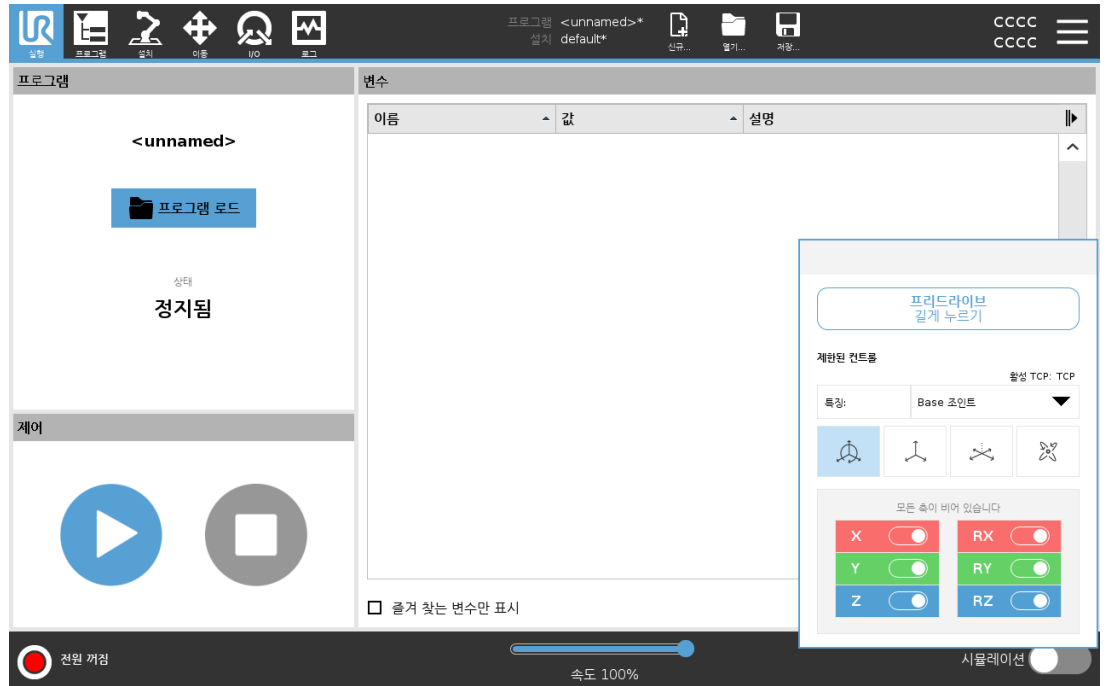 실행
프로그램
설치
이동
I/O
로그
프로그램 <unnamed>*
설치 default*
신규...
열기...
저장...
CCCC
CCCC
프로그램
<unnamed>
프로그램 로드
상태
정지됨
제어
변수
이름
값
설명
즐겨 찾는 변수만 표시
프리드라이브
길게 누르기
제한된 컨트롤
활성 TCP: TCP
특징: Base 조인트
모든 축이 비어 있습니다
X RX
Y RY
Z RZ
전원 꺼짐
속도 100%
시뮬레이션